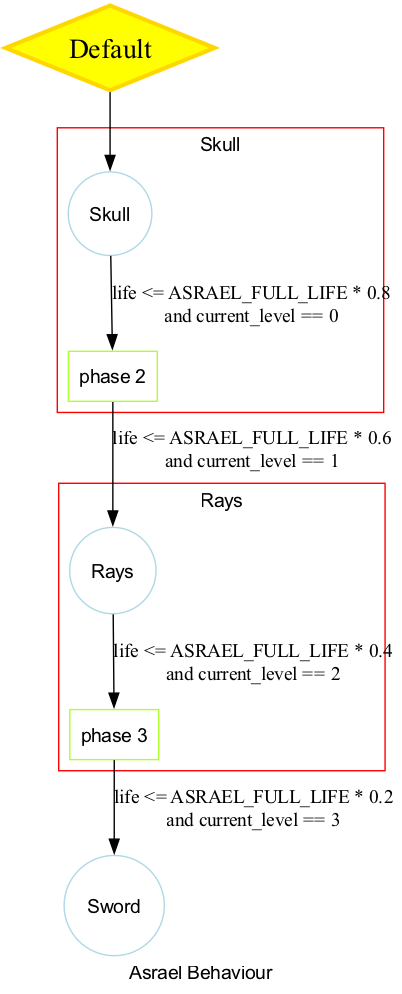 Default
Skull
Skull
life <= ASRAEL_FULL_LIFE * 0.8
and current_level == 0
phase 2
life <= ASRAEL_FULL_LIFE * 0.6
and current_level == 1
Rays
Rays
life <= ASRAEL_FULL_LIFE * 0.4
and current_level == 2
phase 3
life <= ASRAEL_FULL_LIFE * 0.2
and current_level == 3
Sword
Asrael Behaviour